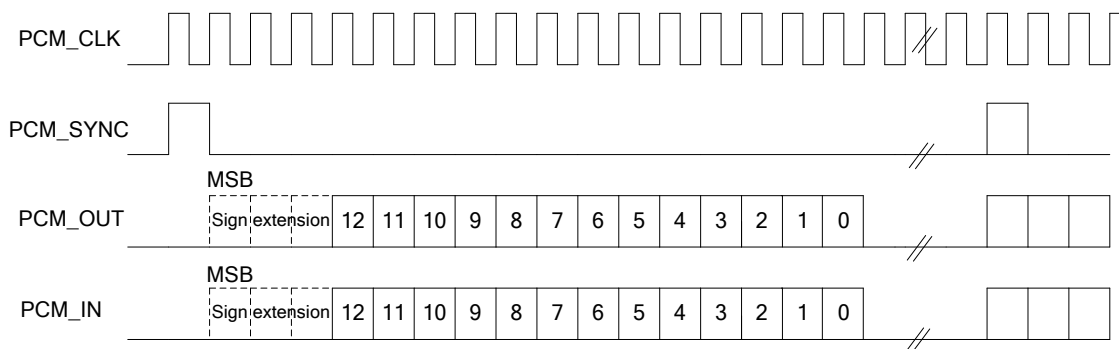 PCM_CLK
PCM_SYNC
MSB
PCM_OUT Sign extension 12 11 10 9 8 7 6 5 4 3 2 1 0
MSB
PCM_IN Sign extension 12 11 10 9 8 7 6 5 4 3 2 1 0